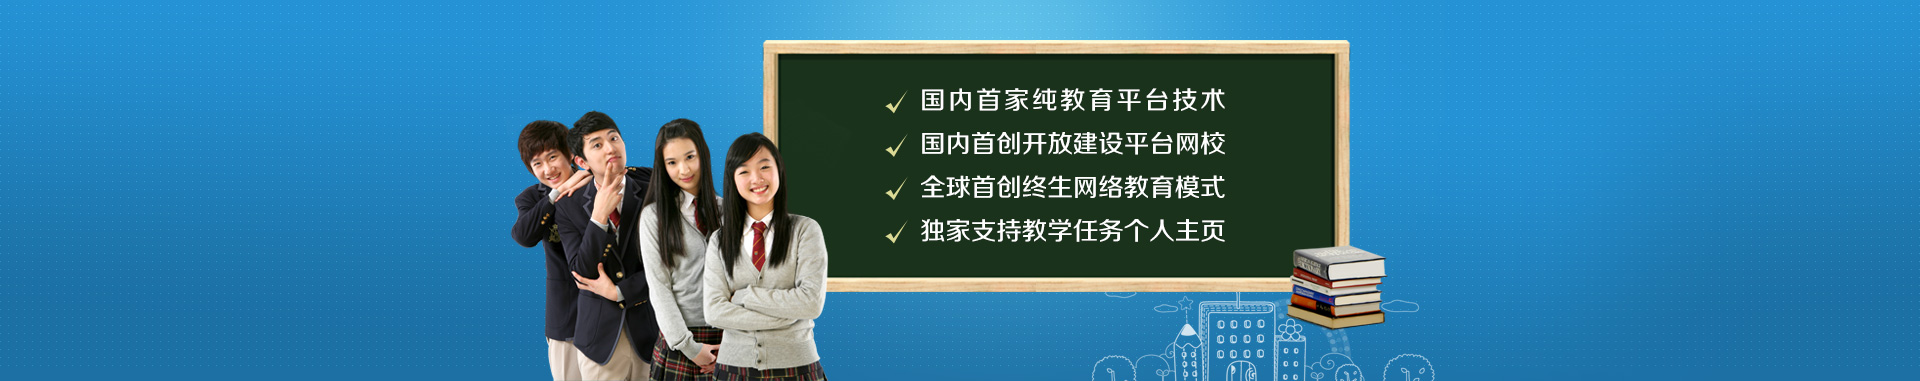 国内首家纯教育平台技术
国内首创开放建设平台网校
全球首创终生网络教育模式
独家支持教学任务个人主页